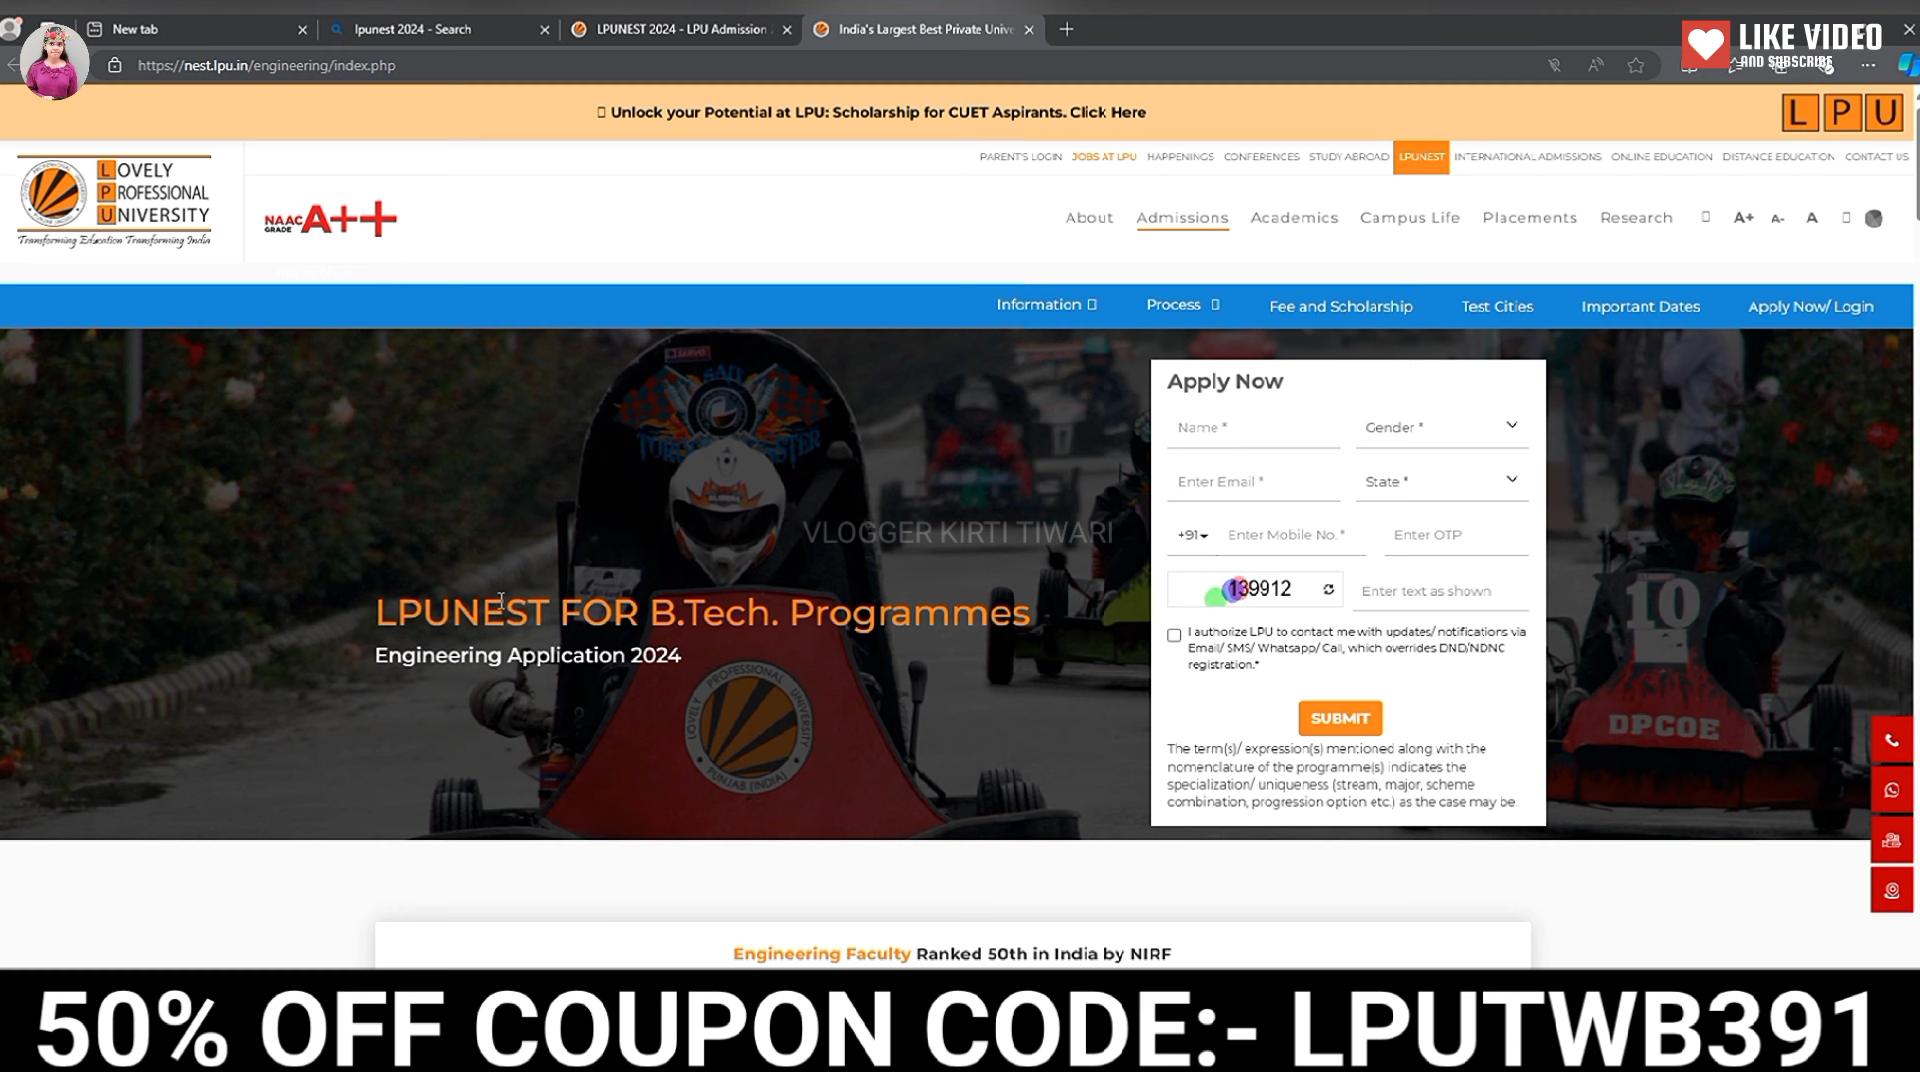 New tab
lpunest 2024 - Search
LPUNEST 2024 - LPU Admission
India's Largest Best Private Unive
LIKE VIDEO
AND SUBSCRIBE
https://nest.lpu.in/engineering/index.php
Unlock your Potential at LPU: Scholarship for CUET Aspirants. Click Here
LPU
PARENT'S LOGIN JOBS AT LPU HAPPENINGS CONFERENCES STUDY ABROAD LPUNEST INTERNATIONAL ADMISSIONS ONLINE EDUCATION DISTANCE EDUCATION CONTACT US
LOVELY
PROFESSIONAL
UNIVERSITY
Transforming Education Transforming India
NAAC GRADE A++
About Admissions Academics Campus Life Placements Research A+ A- A
Information Process Fee and Scholarship Test Cities Important Dates Apply Now/ Login
Apply Now
Name * Gender *
Enter Email * State *
+91 Enter Mobile No. * Enter OTP
139912 Enter text as shown
I authorize LPU to contact me with updates/ notifications via
Email/ SMS/ Whatsapp/ Call, which overrides DND/NDNC
registration.*
SUBMIT
The term(s)/ expression(s) mentioned along with the
nomenclature of the programme(s) indicates the
specialization/ uniqueness (stream, major, scheme
combination, progression option etc.) as the case may be.
VLOGGER KIRTI TIWARI
LPUNEST FOR B.Tech. Programmes
Engineering Application 2024
LOVELY PROFESSIONAL UNIVERSITY
PUNJAB (INDIA)
10
DPCOE
Engineering Faculty Ranked 50th in India by NIRF
50% OFF COUPON CODE:- LPUTWB391